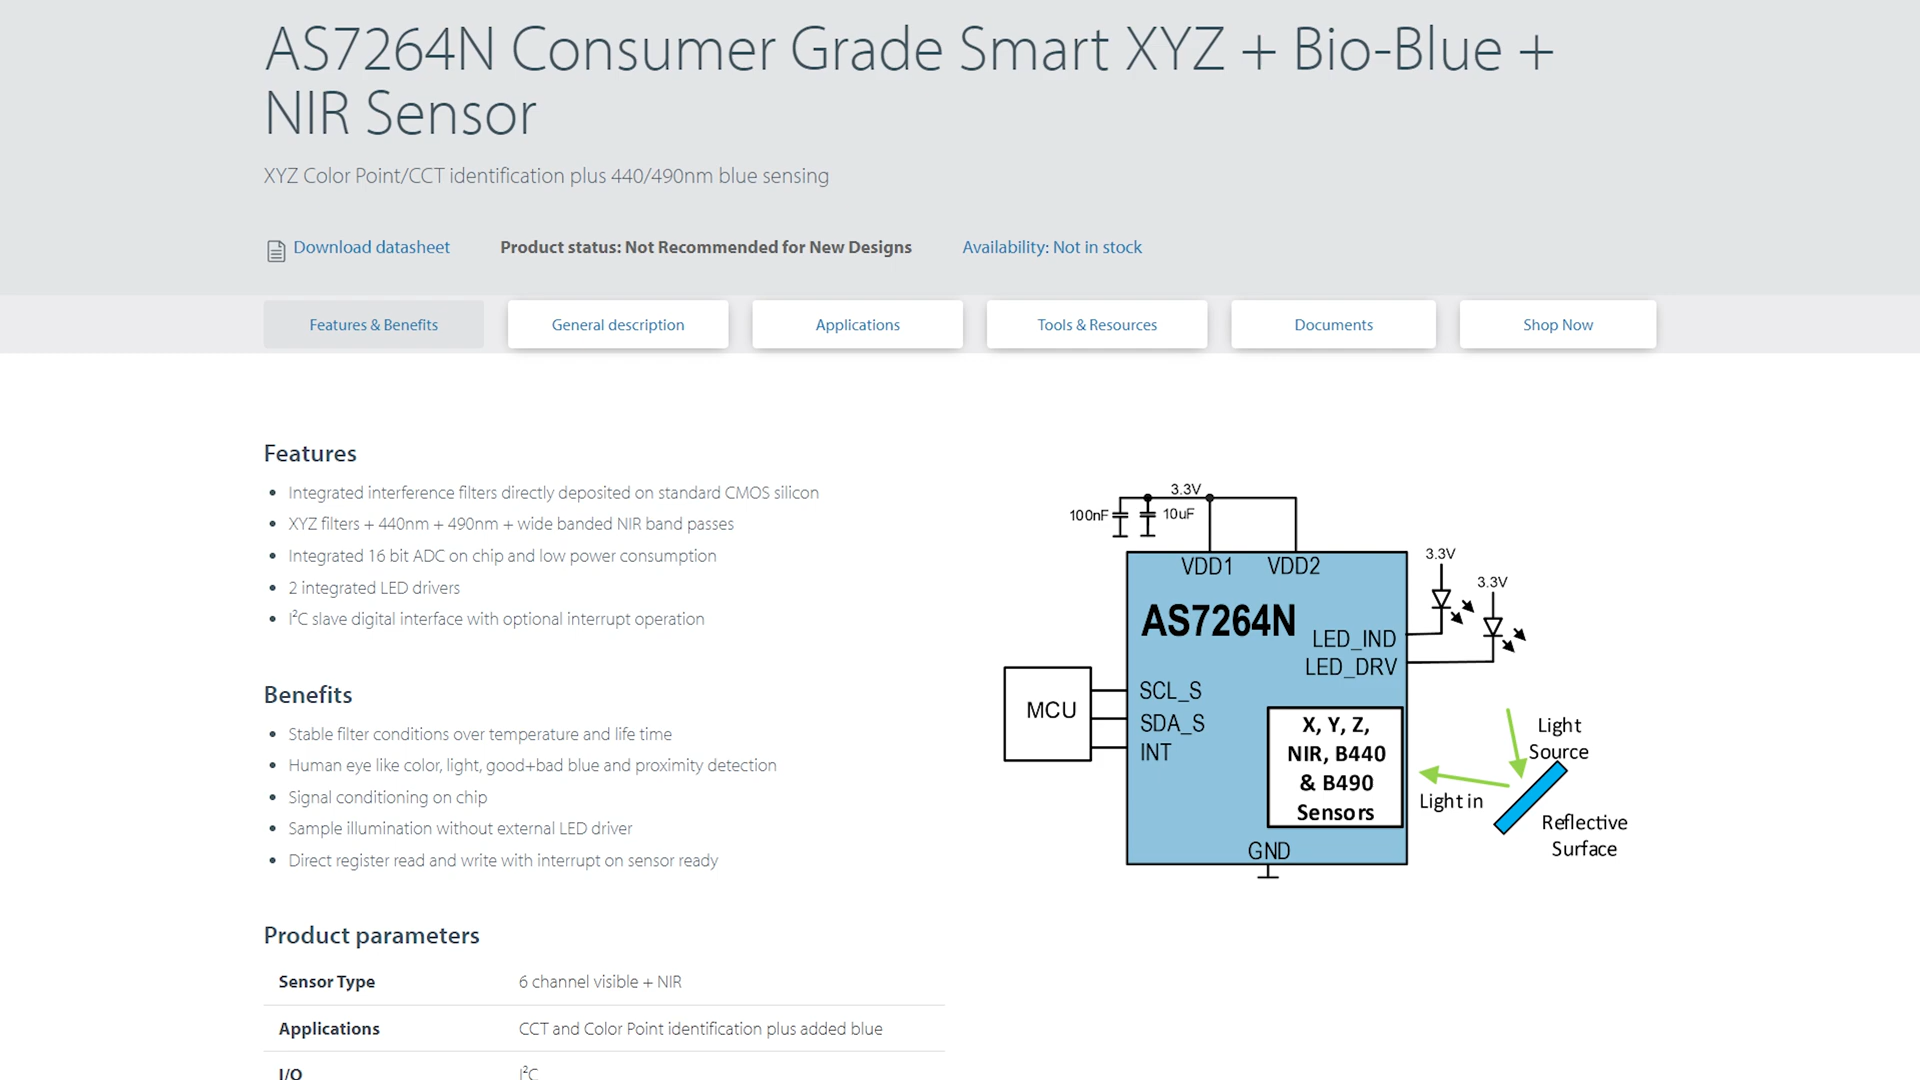 AS7264N Consumer Grade Smart XYZ + Bio-Blue +
NIR Sensor
XYZ Color Point/CCT identification plus 440/490nm blue sensing
Download datasheet
Product status: Not Recommended for New Designs
Availability: Not in stock
Features & Benefits
General description
Applications
Tools & Resources
Documents
Shop Now
Features
• Integrated interference filters directly deposited on standard CMOS silicon
• XYZ filters + 440nm + 490nm + wide banded NIR band passes
• Integrated 16 bit ADC on chip and low power consumption
• 2 integrated LED drivers
• I²C slave digital interface with optional interrupt operation
Benefits
• Stable filter conditions over temperature and life time
• Human eye like color, light, good+bad blue and proximity detection
• Signal conditioning on chip
• Sample illumination without external LED driver
• Direct register read and write with interrupt on sensor ready
Product parameters
Sensor Type 6 channel visible + NIR
Applications CCT and Color Point identification plus added blue
I/O I²C
3.3V
100nF
10uF
VDD1
VDD2
3.3V
3.3V
AS7264N
LED_IND
LED_DRV
MCU
SCL_S
SDA_S
INT
X, Y, Z,
NIR, B440
& B490
Sensors
Light
Source
Light in
Reflective
Surface
GND